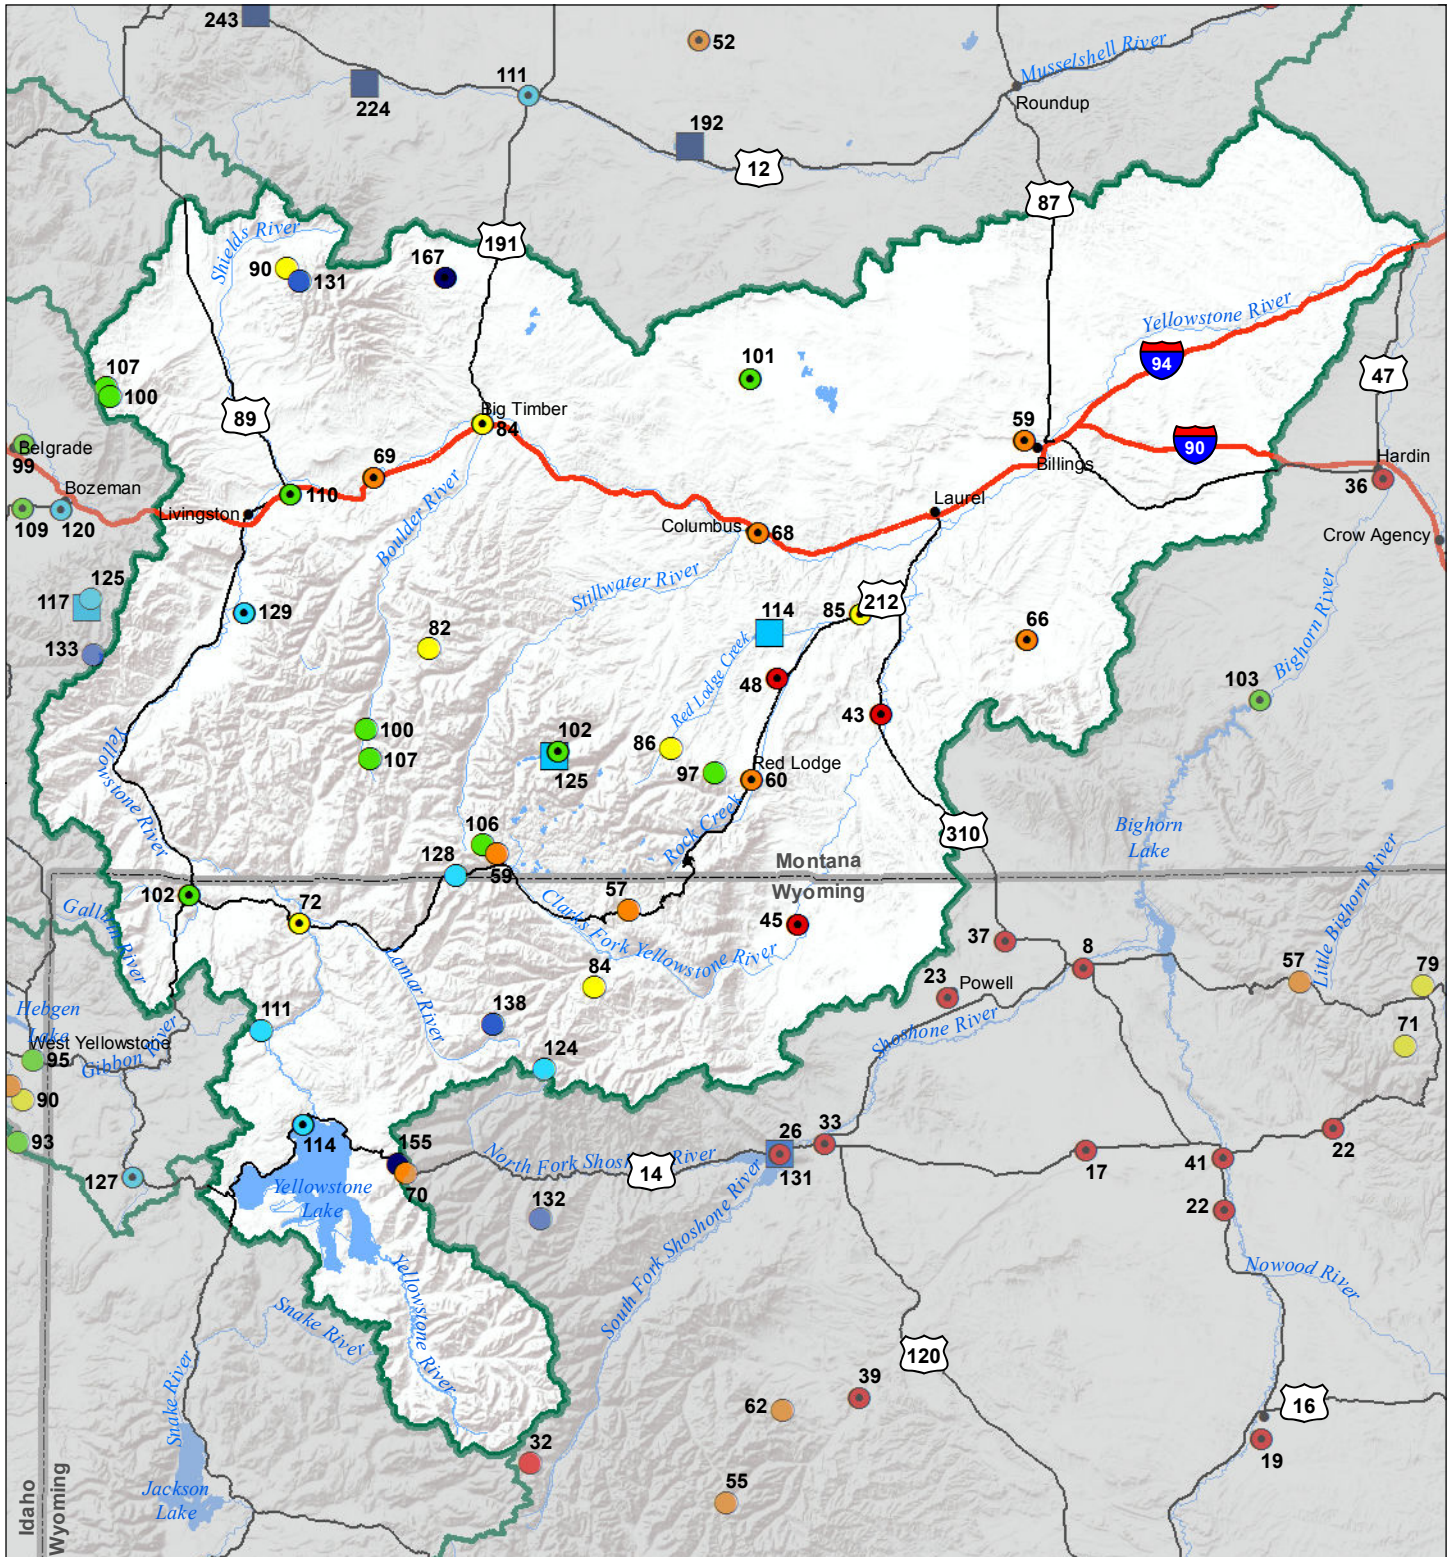 243
52
111
Musselshell River
224
Roundup
192
12
87
Shields River
191
90
131
167
Yellowstone River
107
100
101
94
47
89
Big Timber
84
59
Belgrade
99
69
Billings
90
Hardin
36
Bozeman
110
109
120
Livingston
Laurel
Columbus
68
Crow Agency
Boulder River
125
117
Stillwater River
129
114
85
212
66
Bighorn River
133
82
Red Lodge Creek
48
43
103
Yellowstone River
100
107
102
125
86
97
Red Lodge
60
106
Rock Creek
310
Bighorn
Lake
128
59
Montana
Wyoming
Little Bighorn River
102
72
57
Clarks Fork Yellowstone River
45
Gallatin River
Lamar River
37
8
57
79
84
23
Powell
Hebgen
Lake
111
138
Shoshone River
71
West Yellowstone
95
Gibbon River
124
90
93
114
155
70
North Fork Shoshone River
14
26
131
33
17
41
22
127
Yellowstone
Lake
132
22
South Fork Shoshone River
Nowood River
Yellowstone River
Snake River
Snake River
120
39
62
16
32
19
55
Jackson
Lake
Idaho
Wyoming